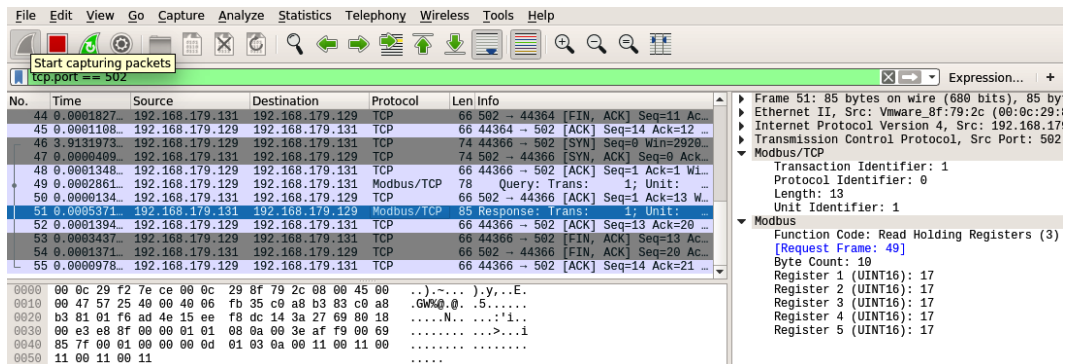 File Edit View Go Capture Analyze Statistics Telephony Wireless Tools Help
Start capturing packets
tcp.port == 502
Expression... +
No. Time Source Destination Protocol Len Info
44 0.0001827… 192.168.179.131 192.168.179.129 TCP 66 502 → 44364 [FIN, ACK] Seq=11 Ac…
45 0.0001108… 192.168.179.129 192.168.179.131 TCP 66 44364 → 502 [ACK] Seq=14 Ack=12 …
46 3.9131973… 192.168.179.129 192.168.179.131 TCP 74 44366 → 502 [SYN] Seq=0 Win=2920…
47 0.0000409… 192.168.179.131 192.168.179.129 TCP 74 502 → 44366 [SYN, ACK] Seq=0 Ack…
48 0.0001348… 192.168.179.129 192.168.179.131 TCP 66 44366 → 502 [ACK] Seq=1 Ack=1 Wi…
49 0.0002861… 192.168.179.129 192.168.179.131 Modbus/TCP 78 Query: Trans: 1; Unit: …
50 0.0000134… 192.168.179.131 192.168.179.129 TCP 66 502 → 44366 [ACK] Seq=1 Ack=13 W…
51 0.0005371… 192.168.179.131 192.168.179.129 Modbus/TCP 85 Response: Trans: 1; Unit: …
52 0.0001394… 192.168.179.129 192.168.179.131 TCP 66 44366 → 502 [ACK] Seq=13 Ack=20 …
53 0.0003437… 192.168.179.129 192.168.179.131 TCP 66 44366 → 502 [FIN, ACK] Seq=13 Ac…
54 0.0001371… 192.168.179.131 192.168.179.129 TCP 66 502 → 44366 [FIN, ACK] Seq=20 Ac…
55 0.0000978… 192.168.179.129 192.168.179.131 TCP 66 44366 → 502 [ACK] Seq=14 Ack=21 …
0000 00 0c 29 f2 7e ce 00 0c 29 8f 79 2c 08 00 45 00 ..).~... ).y,..E.
0010 00 47 57 25 40 00 40 06 fb 35 c0 a8 b3 83 c0 a8 .GW%@.@. .5......
0020 b3 81 01 f6 ad 4e 15 ee f8 dc 14 3a 27 69 80 18 .....N.. ...:'i..
0030 00 e3 e8 8f 00 00 01 01 08 0a 00 3e af f9 00 69 ........ ...>...i
0040 85 7f 00 01 00 00 00 0d 01 03 0a 00 11 00 11 00 ........ ........
0050 11 00 11 00 11 .....
Frame 51: 85 bytes on wire (680 bits), 85 by
Ethernet II, Src: Vmware_8f:79:2c (00:0c:29:
Internet Protocol Version 4, Src: 192.168.17
Transmission Control Protocol, Src Port: 502
Modbus/TCP
Transaction Identifier: 1
Protocol Identifier: 0
Length: 13
Unit Identifier: 1
Modbus
Function Code: Read Holding Registers (3)
[Request Frame: 49]
Byte Count: 10
Register 1 (UINT16): 17
Register 2 (UINT16): 17
Register 3 (UINT16): 17
Register 4 (UINT16): 17
Register 5 (UINT16): 17